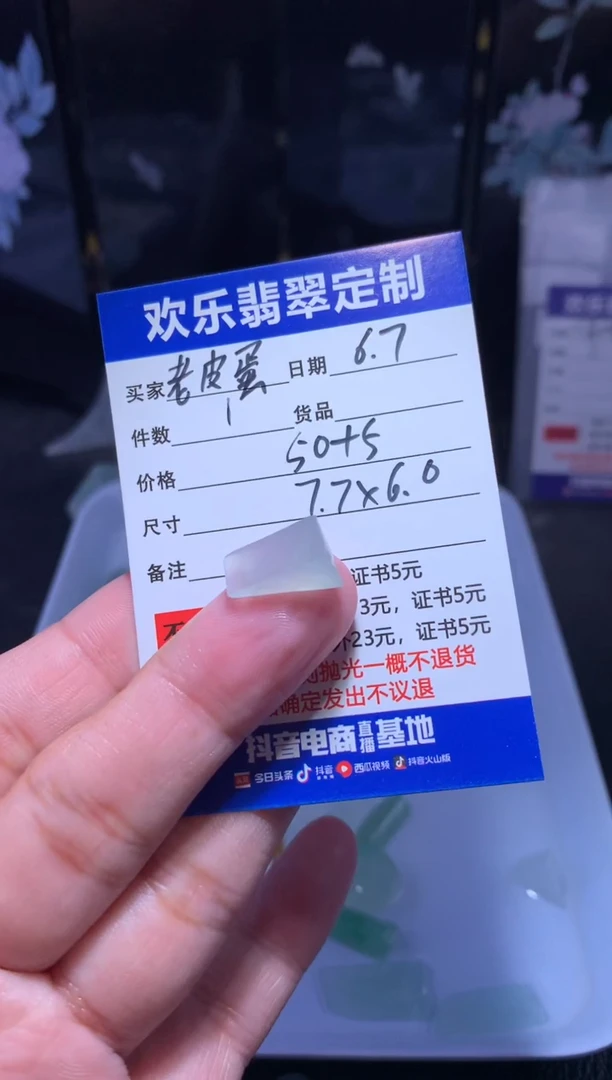 欢乐翡翠定制
买家 老皮蛋 日期 6.7
件数 1 货品
价格 50+5
尺寸 7.7×6.0
备注
证书5元
3元，证书5元
外23元，证书5元
抛光一概不退货
确定发出不议退
抖音电商直播基地
今日头条 抖音 西瓜视频 抖音火山版